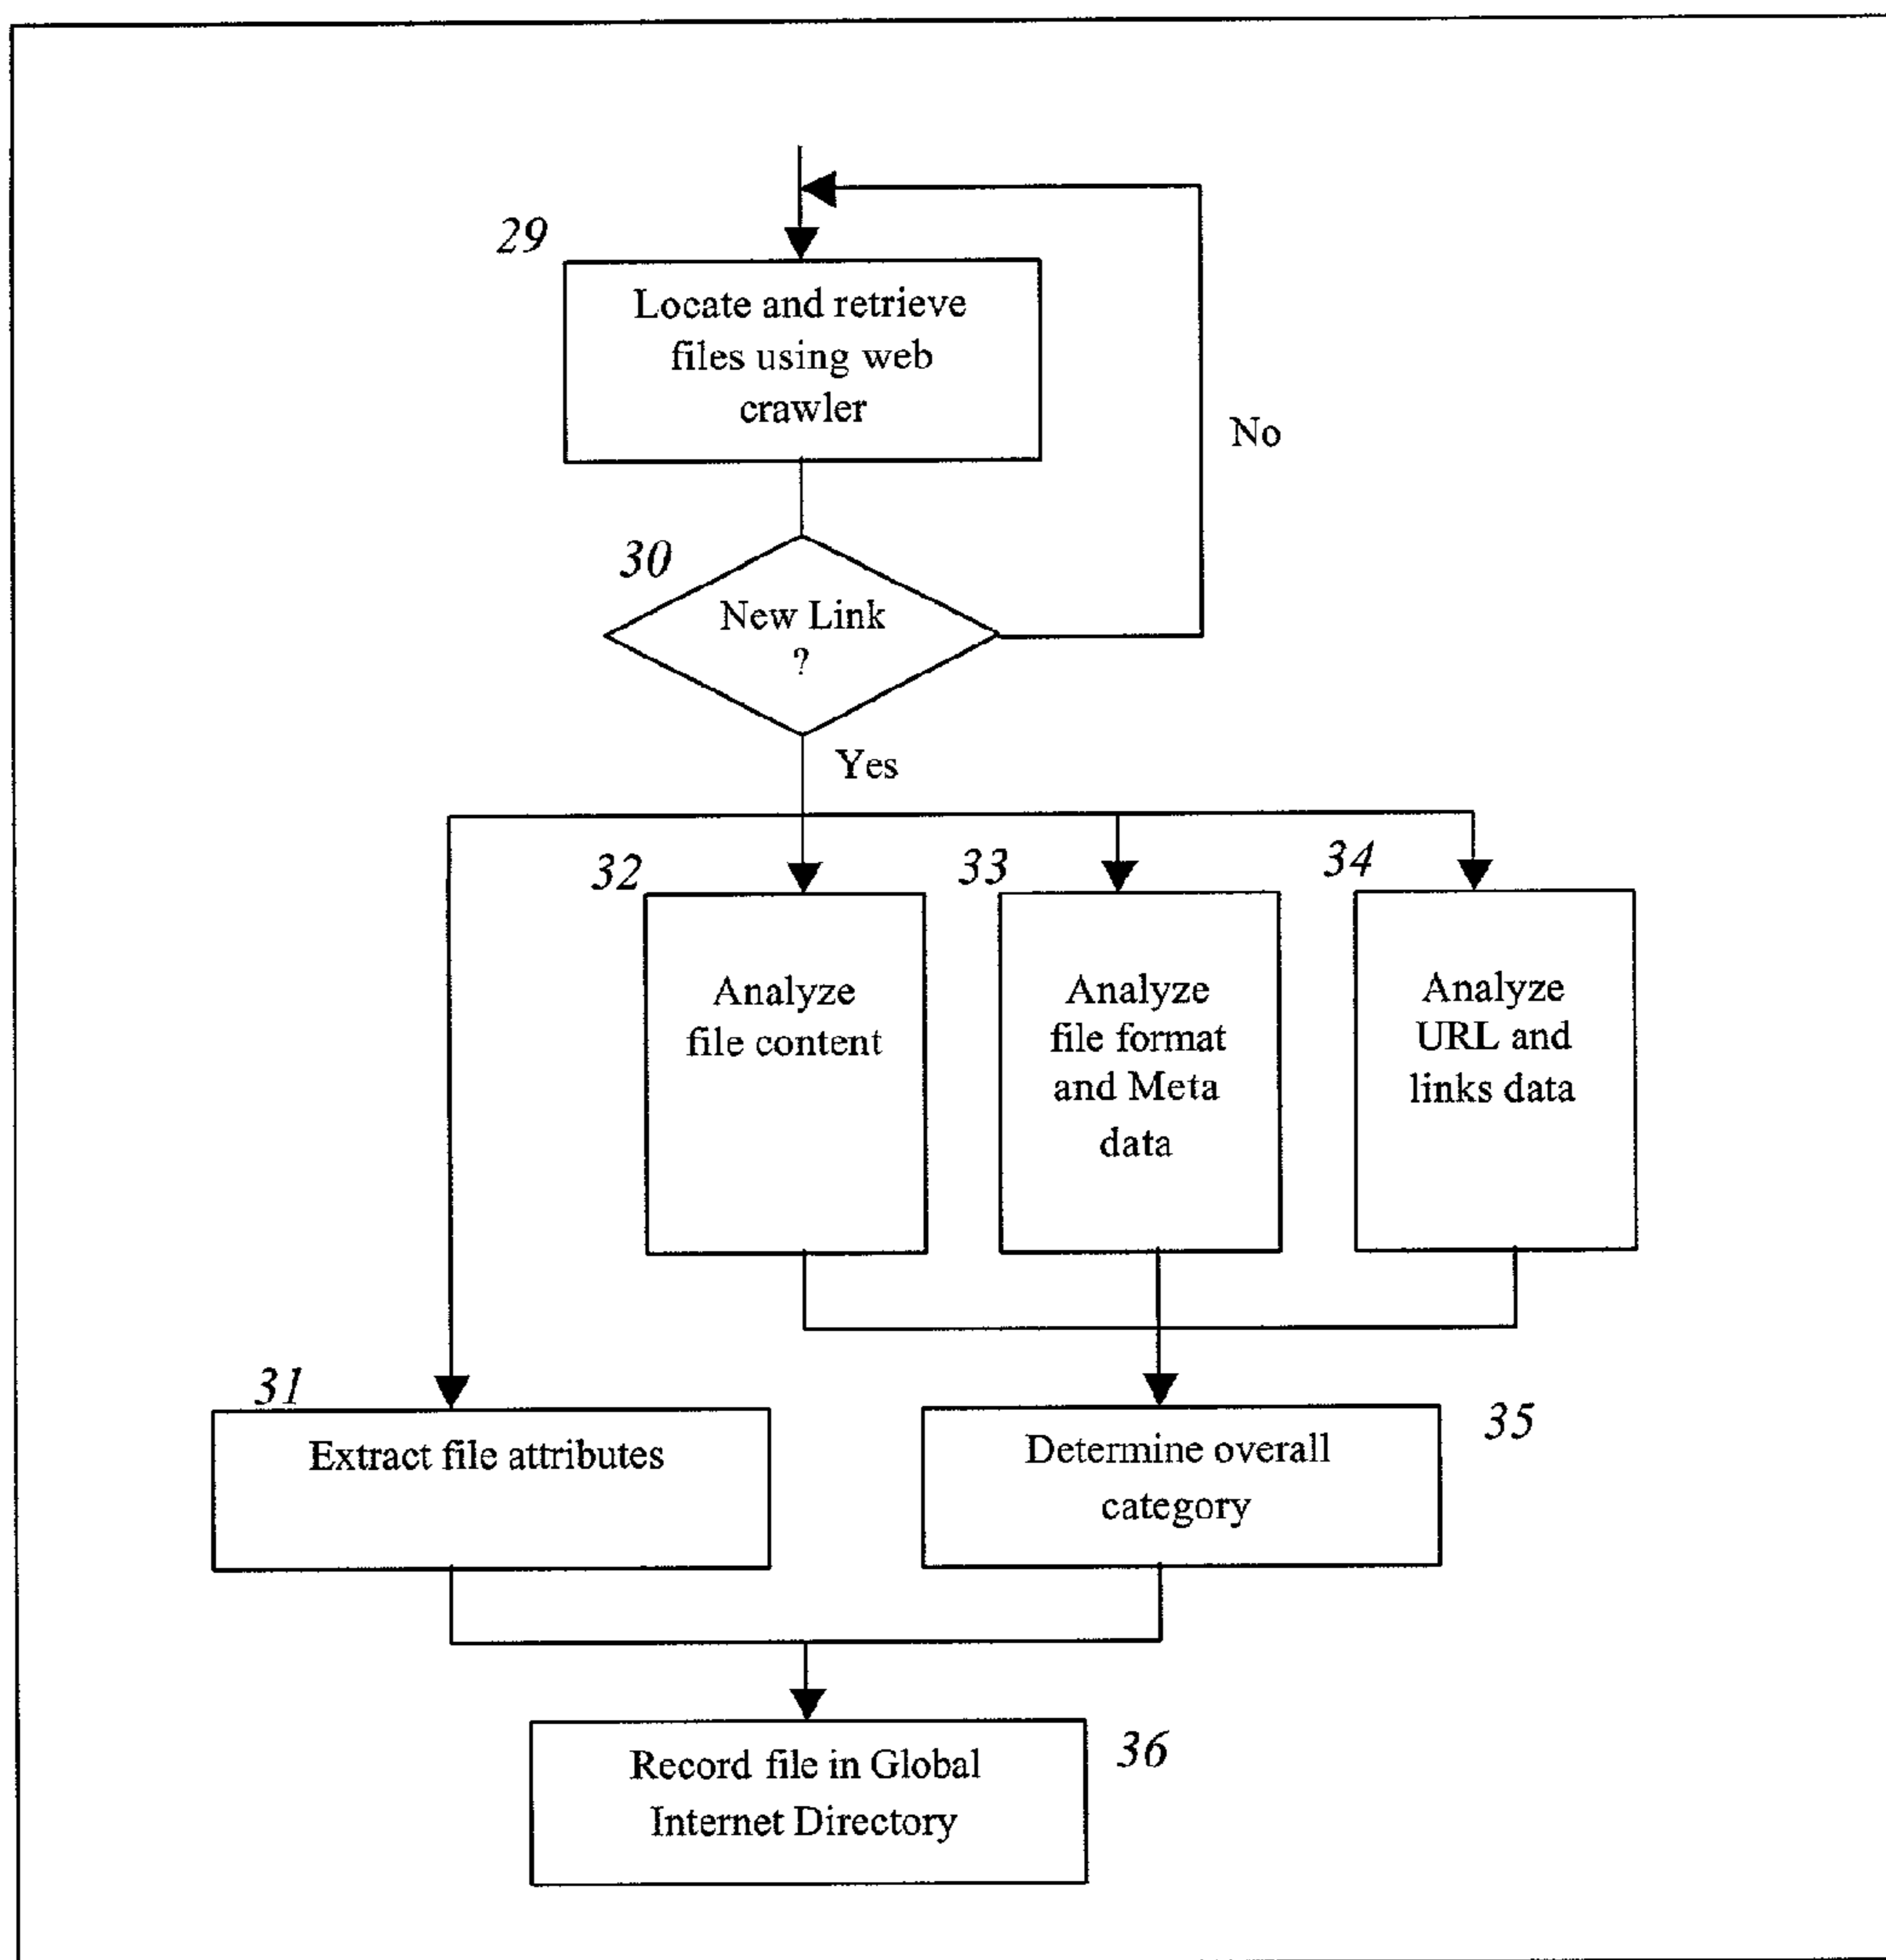 29
Locate and retrieve
files using web
crawler
No
30
New Link
?
Yes
32
Analyze
file content
33
Analyze
file format
and Meta
data
34
Analyze
URL and
links data
31
Extract file attributes
35
Determine overall
category
36
Record file in Global
Internet Directory